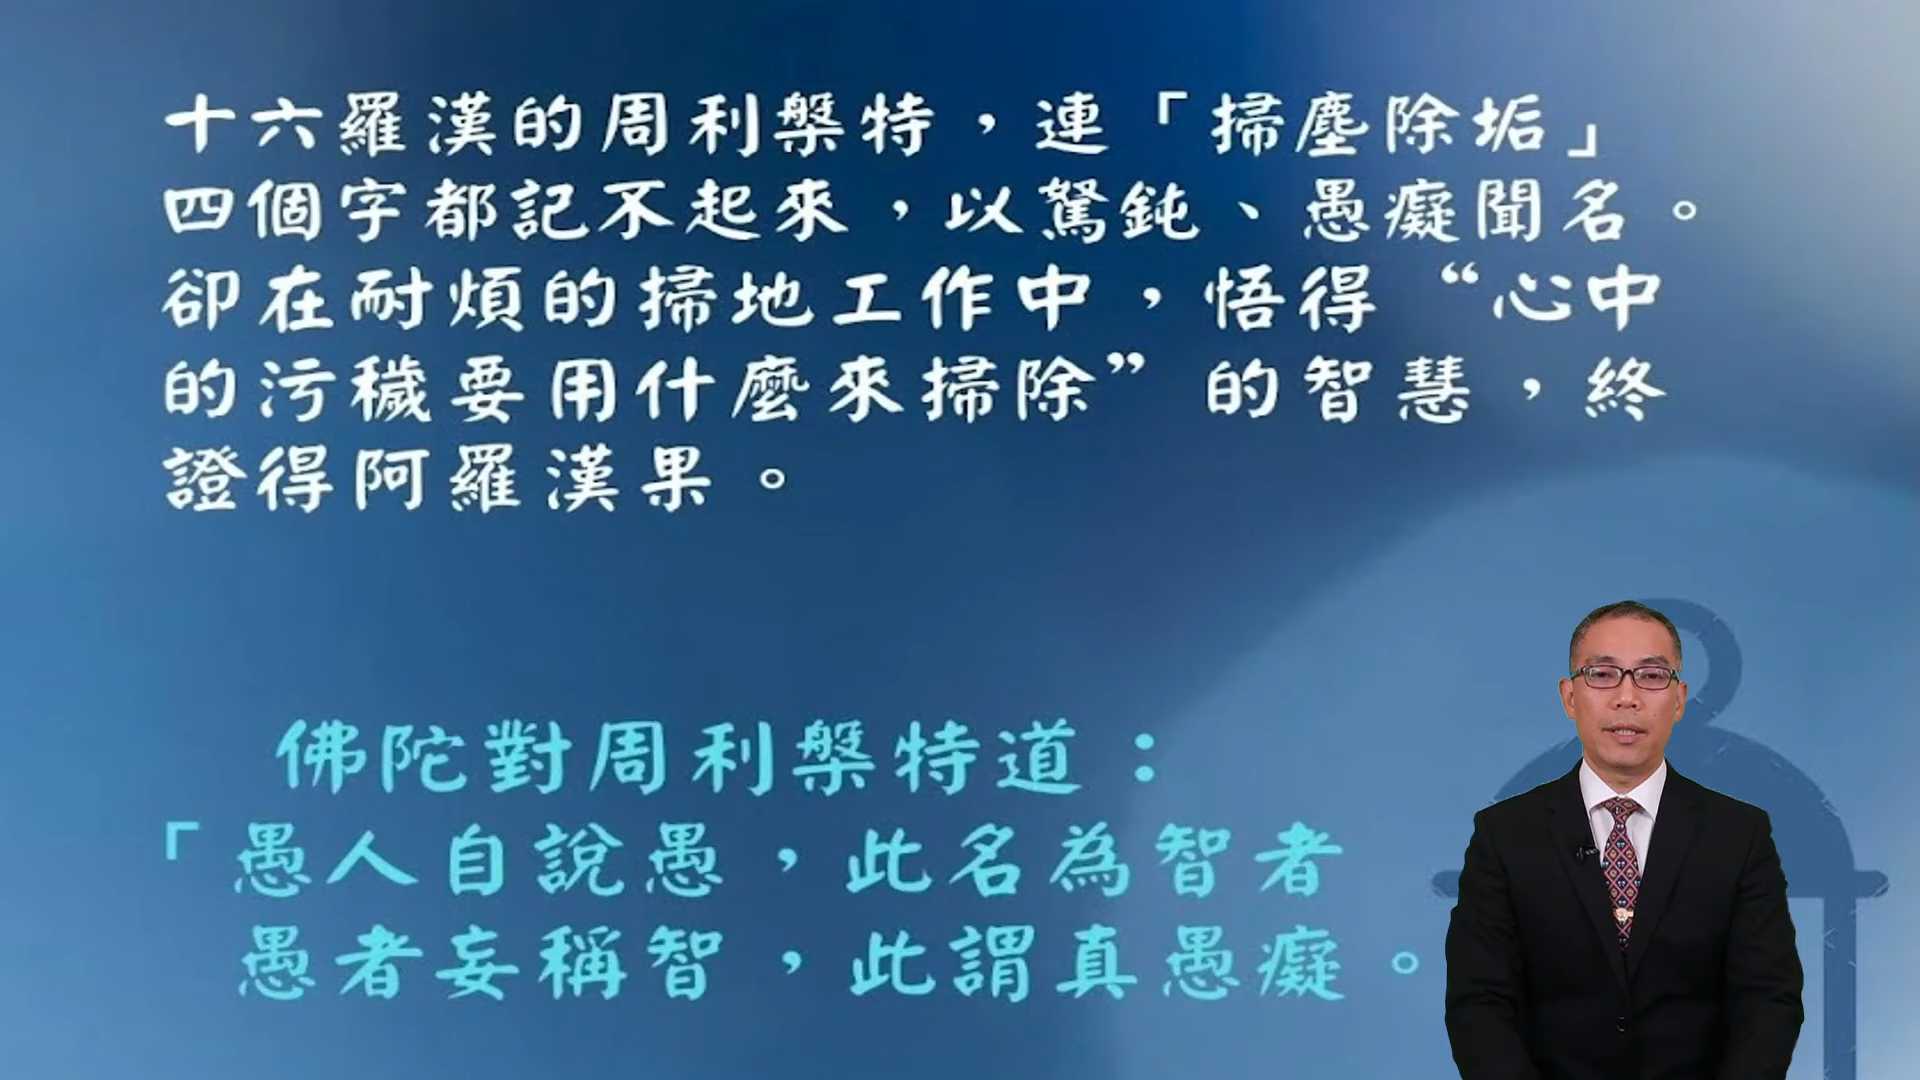 十六羅漢的周利槃特，連「掃塵除垢」
四個字都記不起來，以駑鈍、愚癡聞名。
卻在耐煩的掃地工作中，悟得“心中
的污穢要用什麼來掃除”的智慧，終
證得阿羅漢果。
佛陀對周利槃特道：
「愚人自說愚，此名為智者
愚者妄稱智，此謂真愚癡。